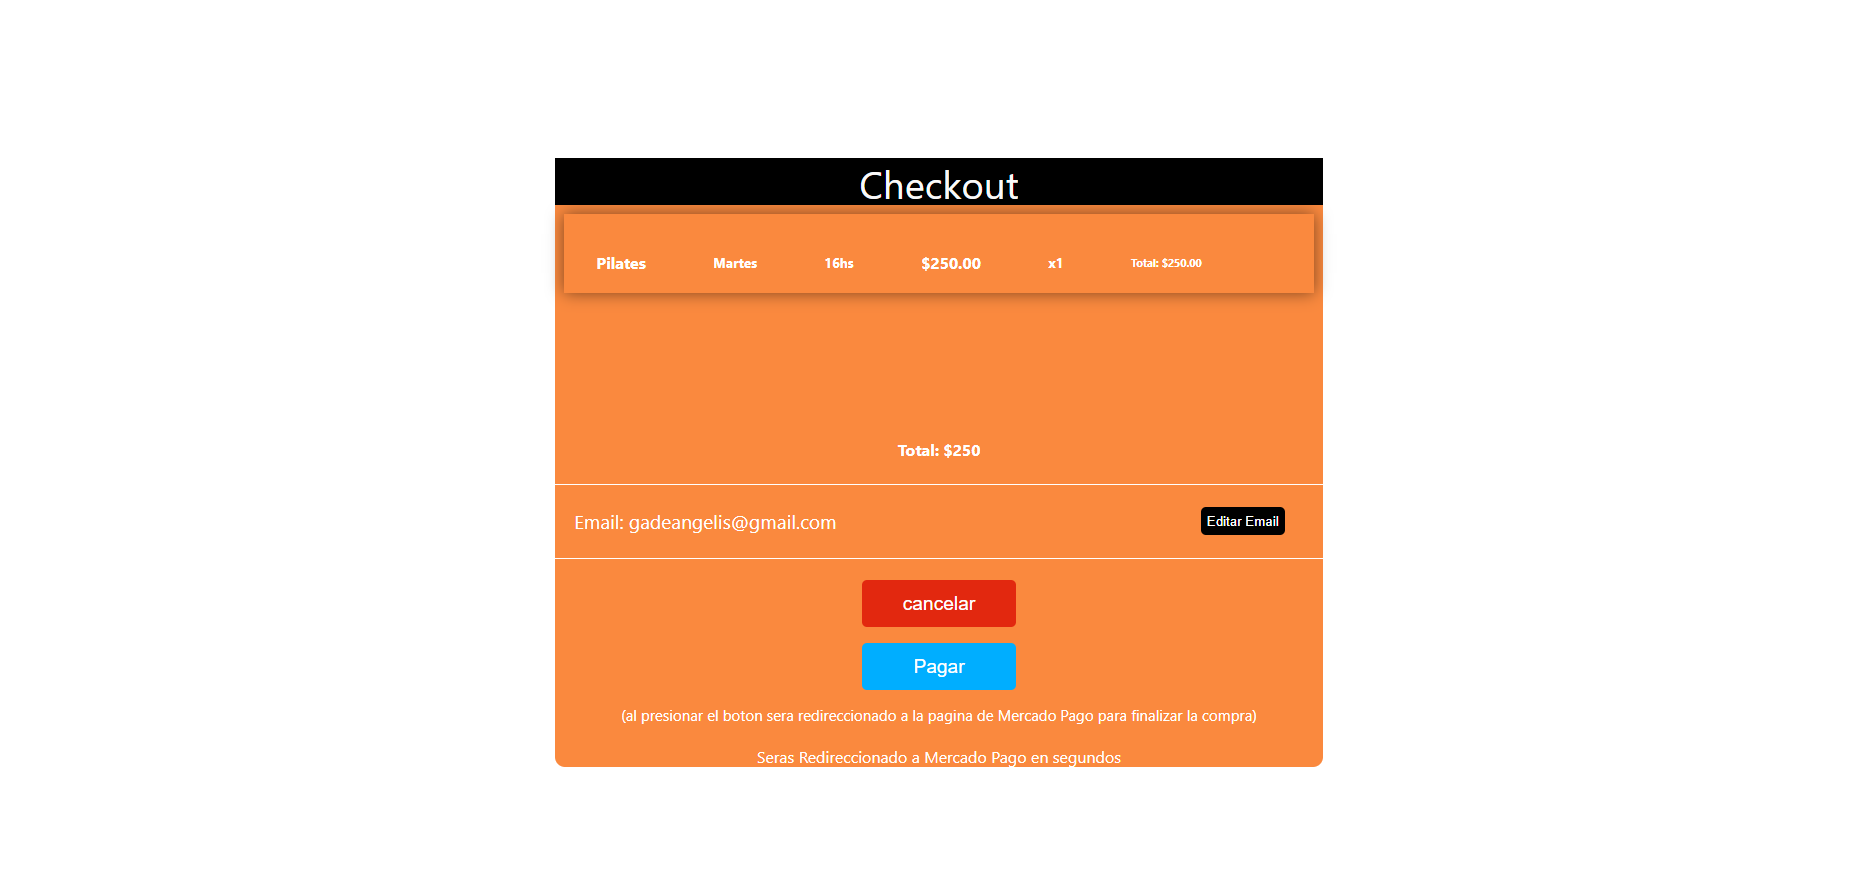 Checkout
Pilates Martes 16hs $250.00 x1 Total: $250.00
Total: $250
Email: gadeangelis@gmail.com Editar Email
cancelar
Pagar
(al presionar el boton sera redireccionado a la pagina de Mercado Pago para finalizar la compra)
Seras Redireccionado a Mercado Pago en segundos